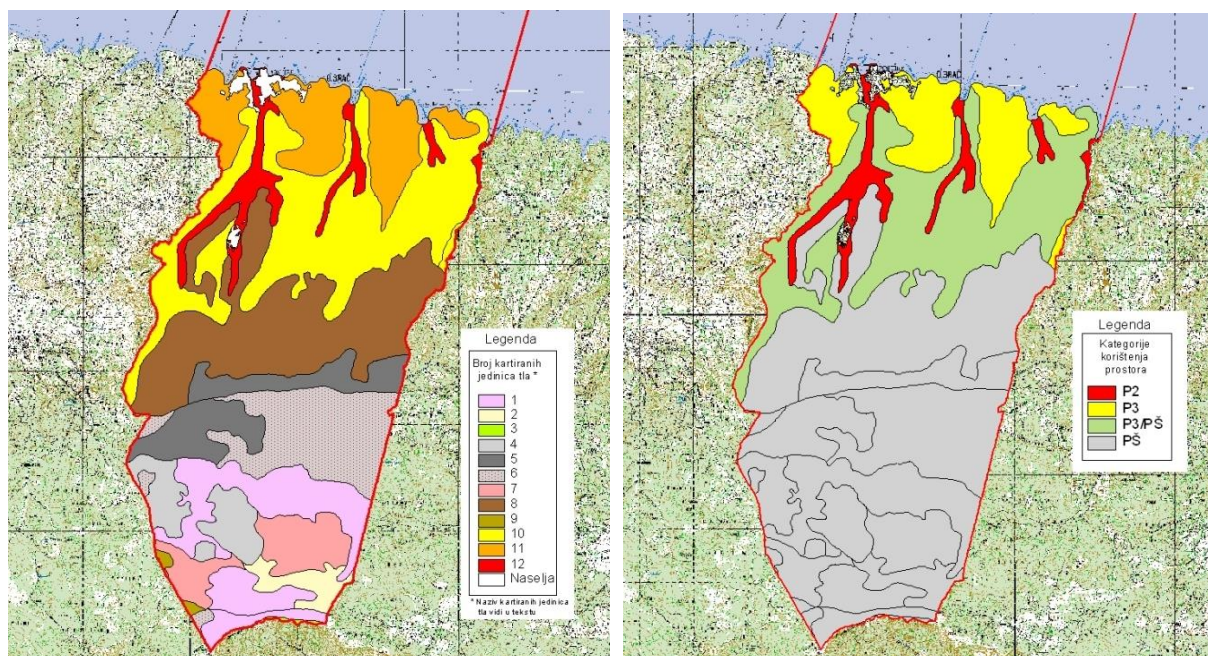 Legenda
Broj kartiranih
jedinica tla *
1
2
3
4
5
6
7
8
9
10
11
12
Naselja
* Naziv kartiranih jedinica
tla vidi u tekstu
Legenda
Kategorije
korištenja
prostora
P2
P3
P3/PŠ
PŠ